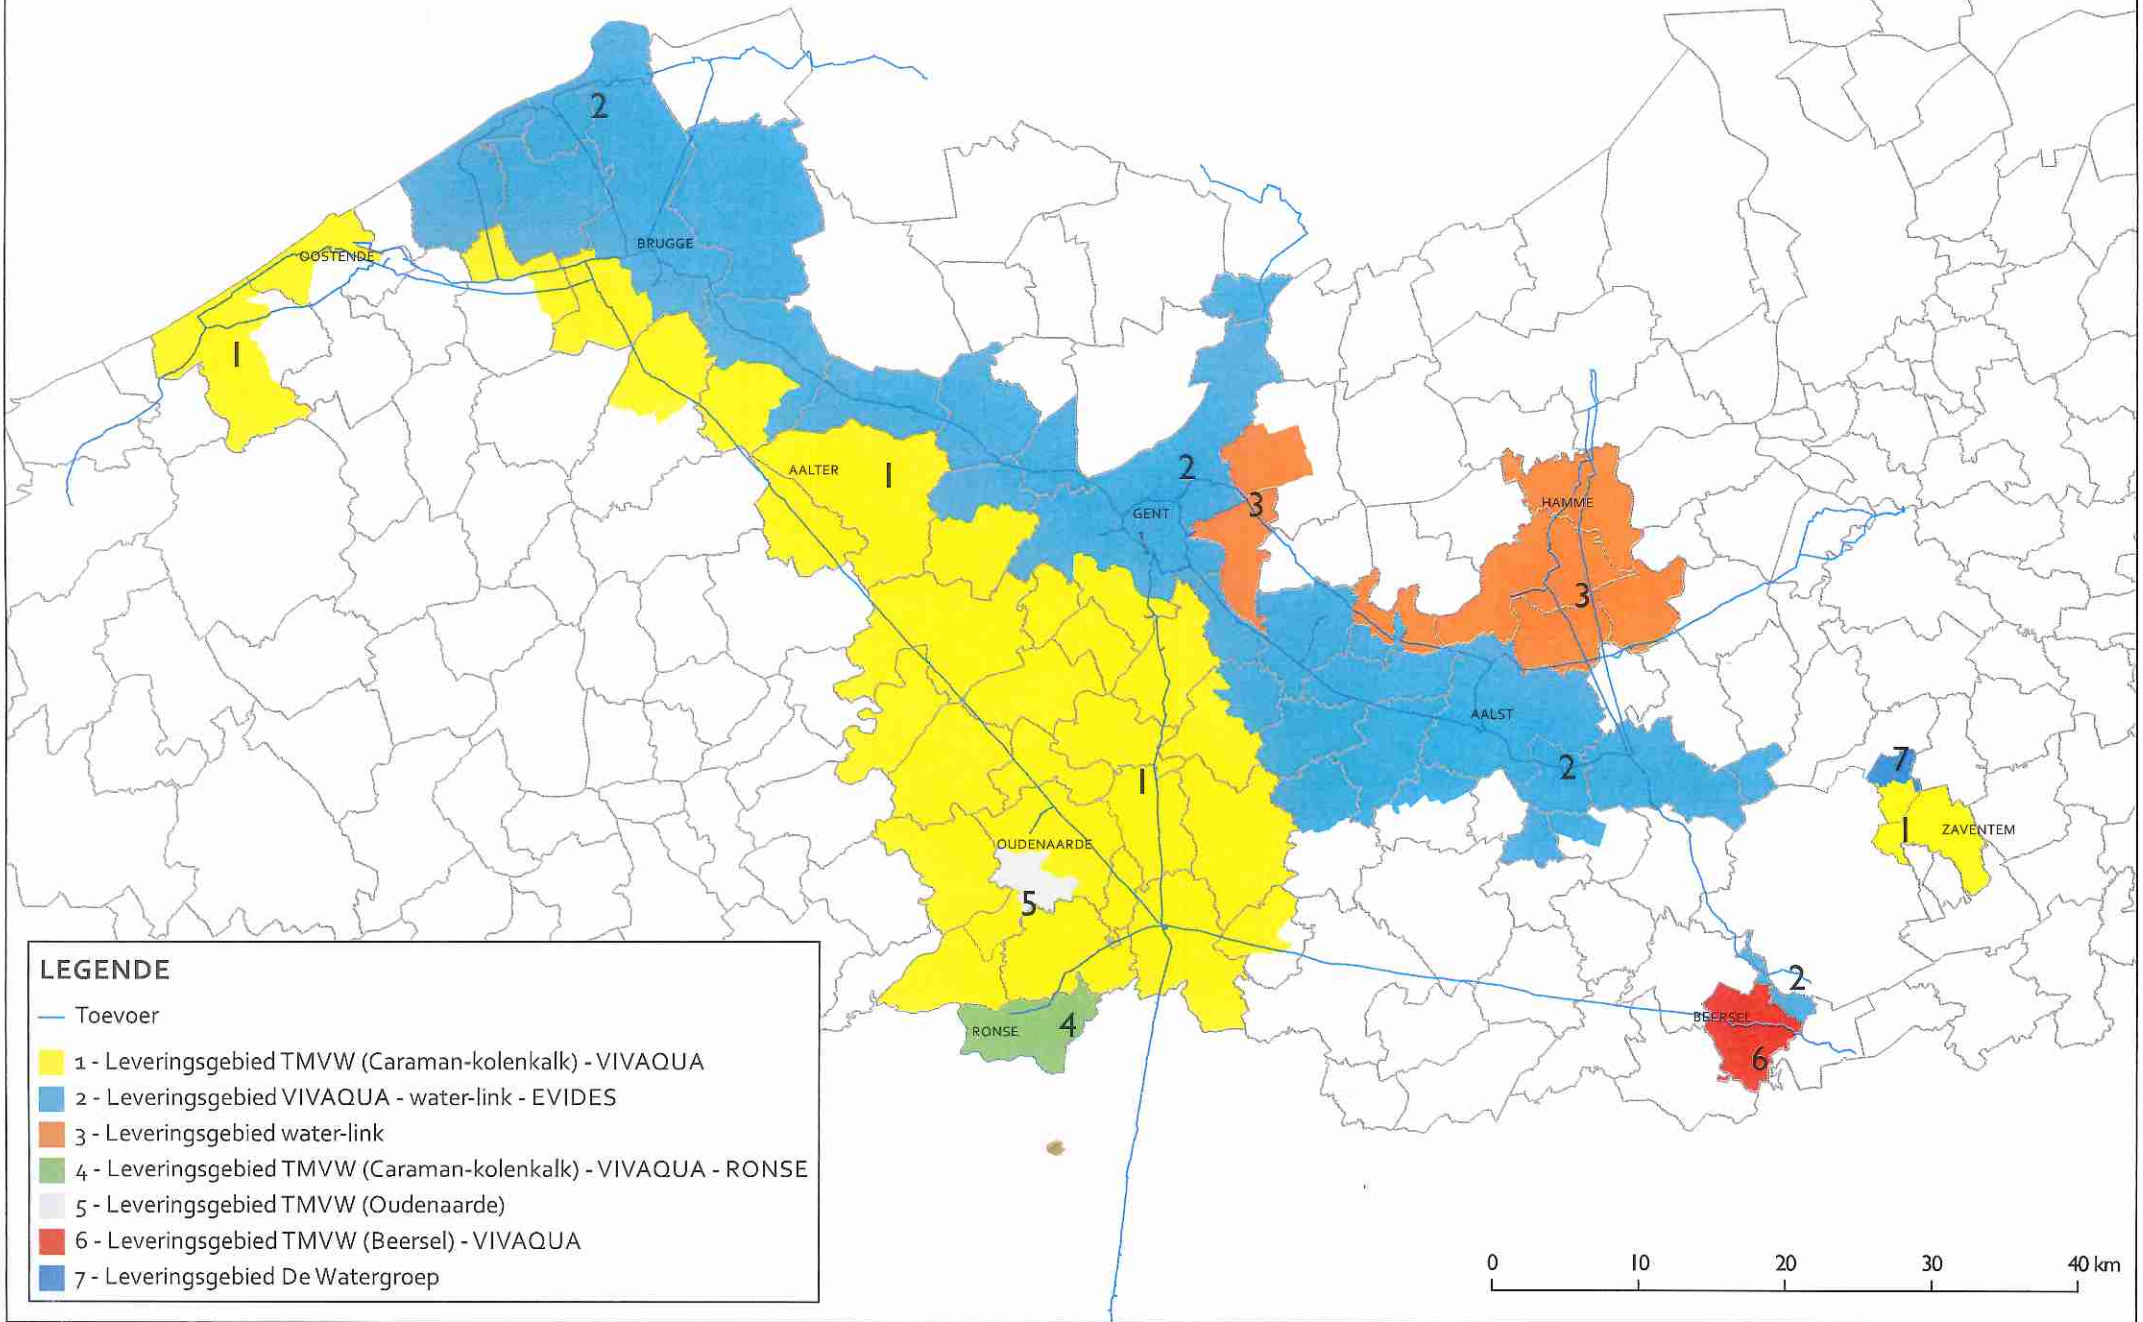 2
BRUGGE
OOSTENDE
1
AALTER
1
2
GENT
3
HAMME
3
AALST
2
7
1
1
ZAVENTEM
OUDENAARDE
5
2
BEERSEL
6
RONSE
4
LEGENDE
Toevoer
1 - Leveringsgebied TMVW (Caraman-kolenkalk) - VIVAQUA
2 - Leveringsgebied VIVAQUA - water-link - EVIDES
3 - Leveringsgebied water-link
4 - Leveringsgebied TMVW (Caraman-kolenkalk) - VIVAQUA - RONSE
5 - Leveringsgebied TMVW (Oudenaarde)
6 - Leveringsgebied TMVW (Beersel) - VIVAQUA
7 - Leveringsgebied De Watergroep
0 10 20 30 40 km